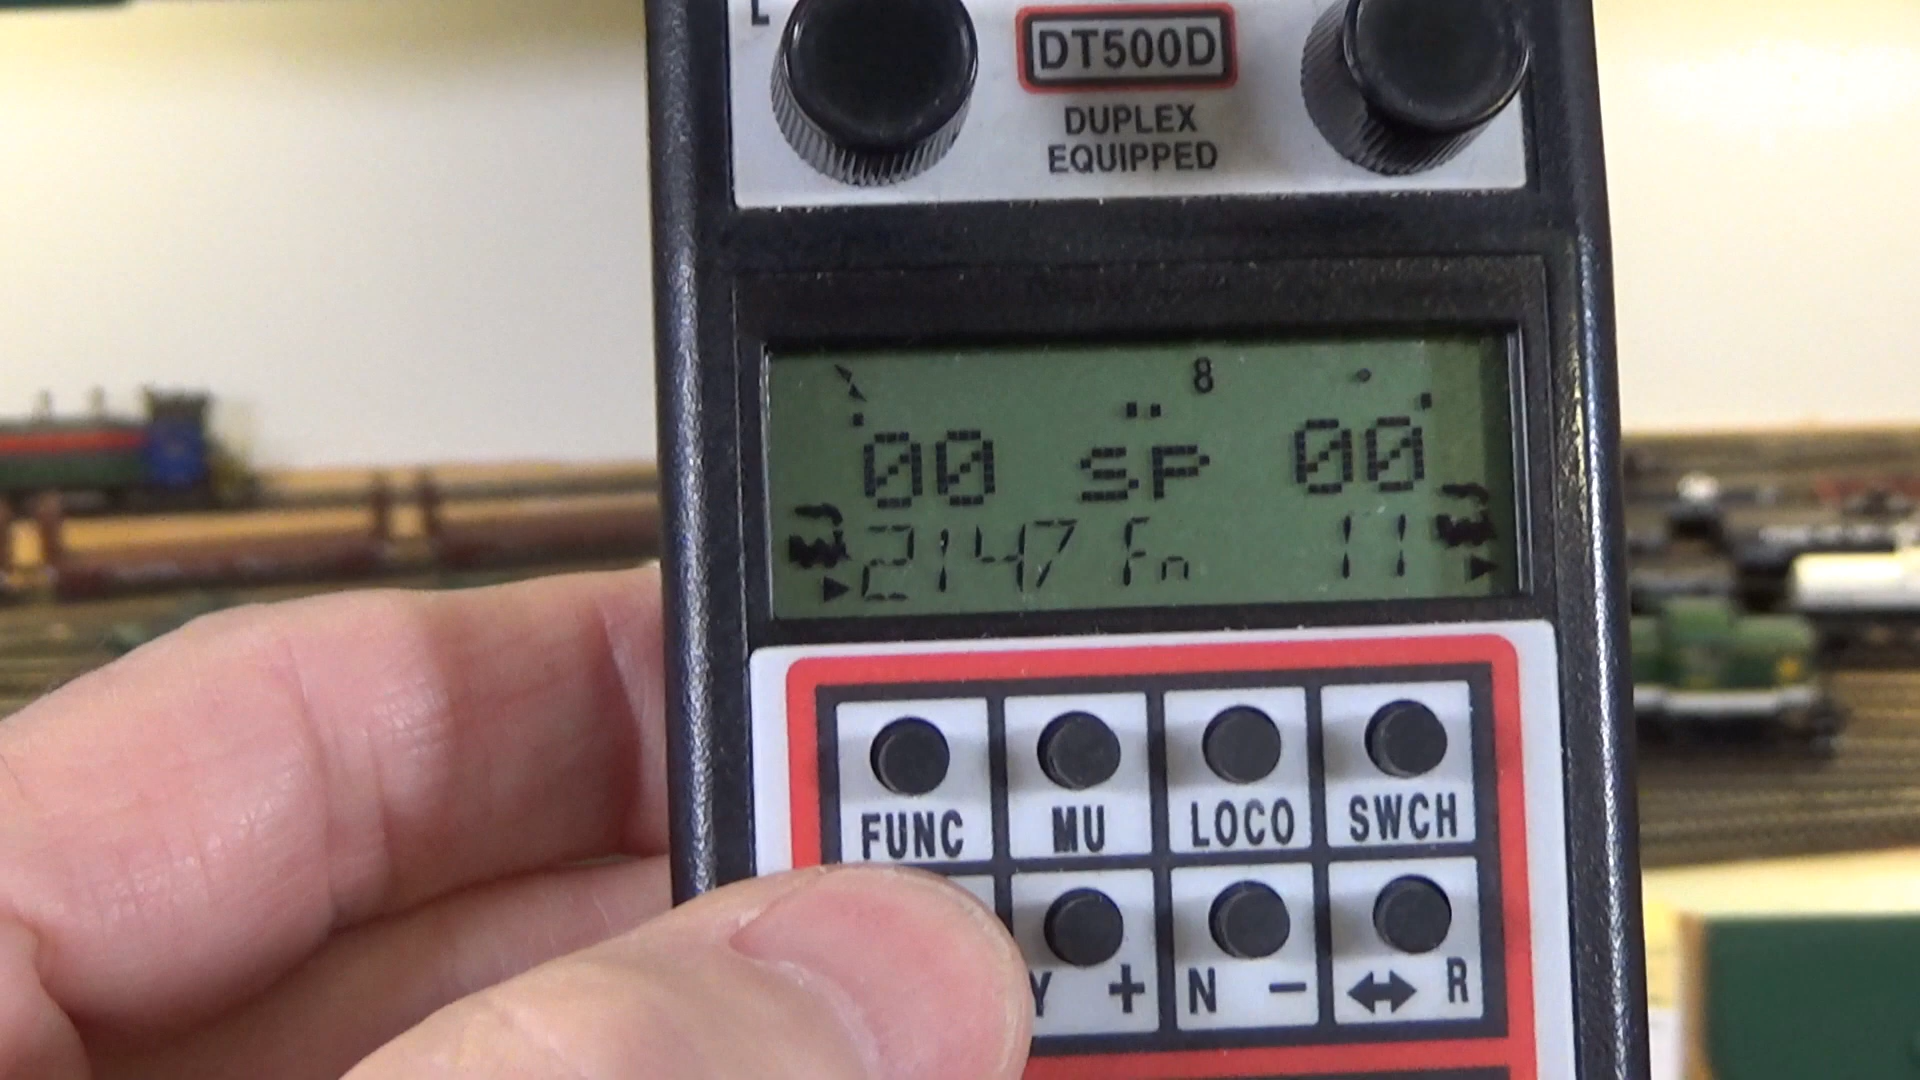 L
DT500D
DUPLEX
EQUIPPED
8
00 SP 00
2147 Fn 11
FUNC MU LOCO SWCH
Y + N - ↔ R